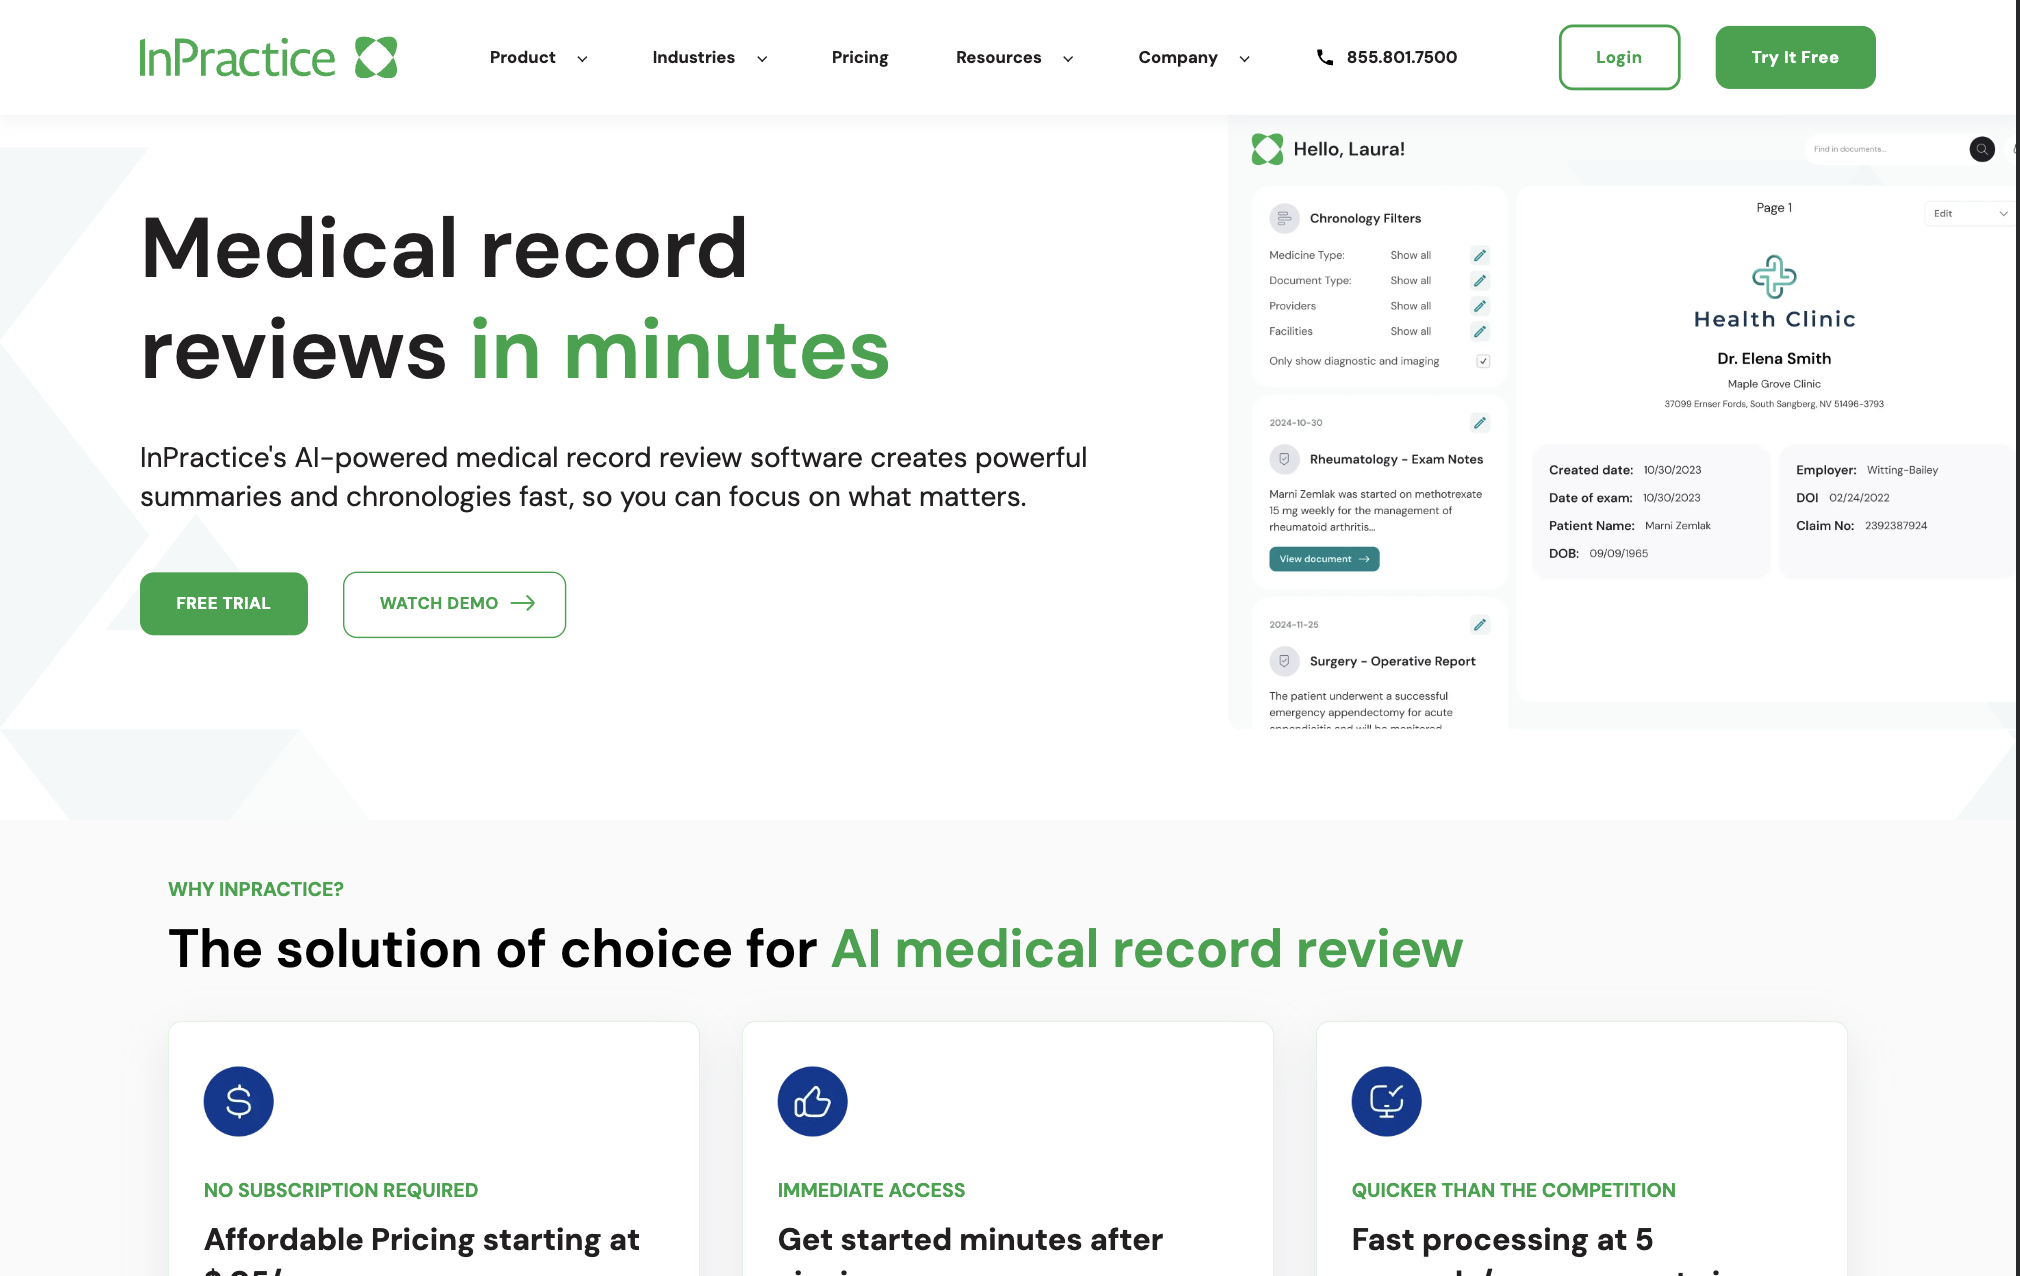 InPractice
Product
Industries
Pricing
Resources
Company
855.801.7500
Login
Try It Free
Medical record
reviews in minutes
InPractice's AI-powered medical record review software creates powerful
summaries and chronologies fast, so you can focus on what matters.
FREE TRIAL
WATCH DEMO
Hello, Laura!
Find in documents...
Chronology Filters
Medicine Type: Show all
Document Type: Show all
Providers Show all
Facilities Show all
Only show diagnostic and imaging
2024-10-30
Rheumatology - Exam Notes
Marni Zemlak was started on methotrexate
15 mg weekly for the management of
rheumatoid arthritis...
View document
2024-11-25
Surgery - Operative Report
The patient underwent a successful
emergency appendectomy for acute
appendicitis and will be monitored
Page 1
Edit
Health Clinic
Dr. Elena Smith
Maple Grove Clinic
37099 Ernser Fords, South Sangberg, NV 51496-3793
Created date: 10/30/2023
Date of exam: 10/30/2023
Patient Name: Marni Zemlak
DOB: 09/09/1965
Employer: Witting-Bailey
DOI 02/24/2022
Claim No: 2392387924
WHY INPRACTICE?
The solution of choice for AI medical record review
NO SUBSCRIPTION REQUIRED
Affordable Pricing starting at
IMMEDIATE ACCESS
Get started minutes after
QUICKER THAN THE COMPETITION
Fast processing at 5